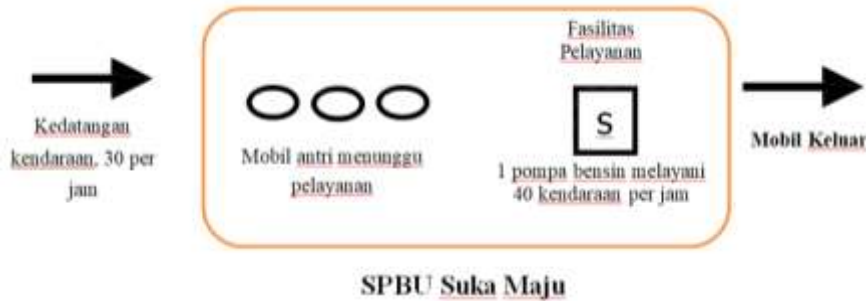 Kedatangan
kendaraan, 30 per
jam
Mobil antri menunggu
pelayanan
Fasilitas
Pelayanan
S
1 pompa bensin melayani
40 kendaraan per jam
Mobil Keluar
SPBU Suka Maju